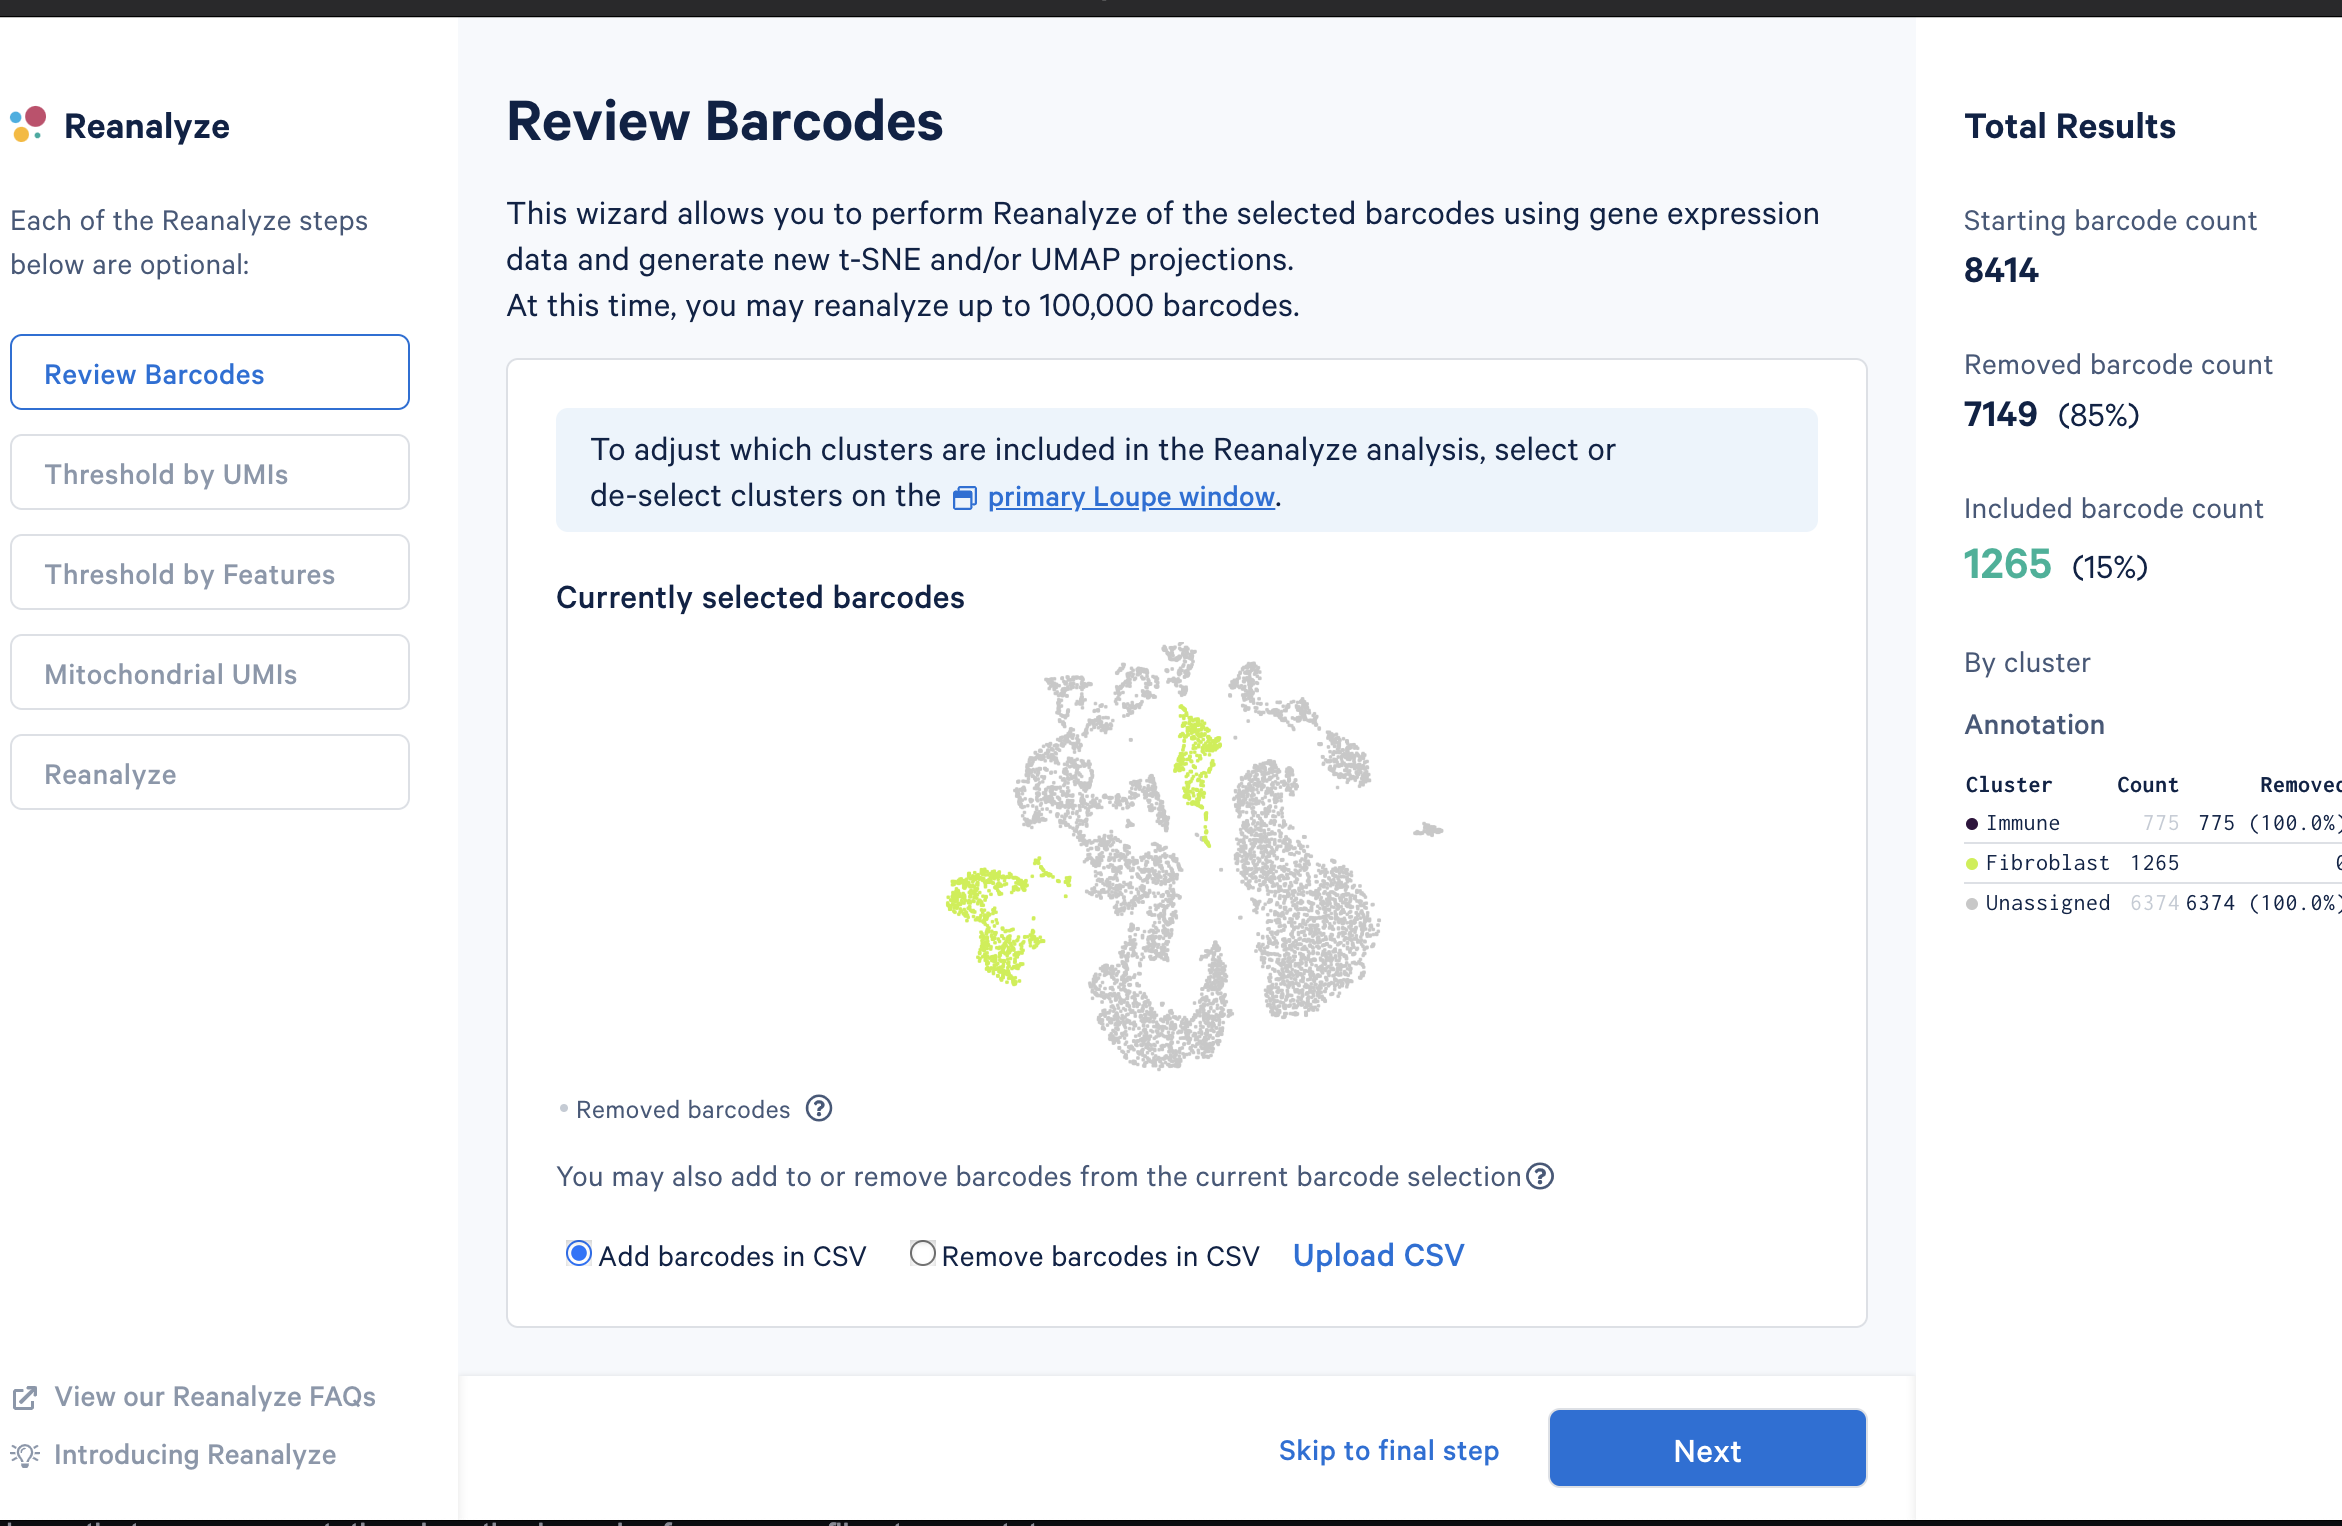 Reanalyze
Each of the Reanalyze steps
below are optional:
Review Barcodes
Threshold by UMIs
Threshold by Features
Mitochondrial UMIs
Reanalyze
View our Reanalyze FAQs
Introducing Reanalyze
Review Barcodes
This wizard allows you to perform Reanalyze of the selected barcodes using gene expression
data and generate new t-SNE and/or UMAP projections.
At this time, you may reanalyze up to 100,000 barcodes.
To adjust which clusters are included in the Reanalyze analysis, select or
de-select clusters on the primary Loupe window.
Currently selected barcodes
Removed barcodes
You may also add to or remove barcodes from the current barcode selection
Add barcodes in CSV Remove barcodes in CSV Upload CSV
Skip to final step Next
Total Results
Starting barcode count
8414
Removed barcode count
7149 (85%)
Included barcode count
1265 (15%)
By cluster
Annotation
Cluster Count Removed
Immune 775 775 (100.0%)
Fibroblast 1265
Unassigned 6374 6374 (100.0%)